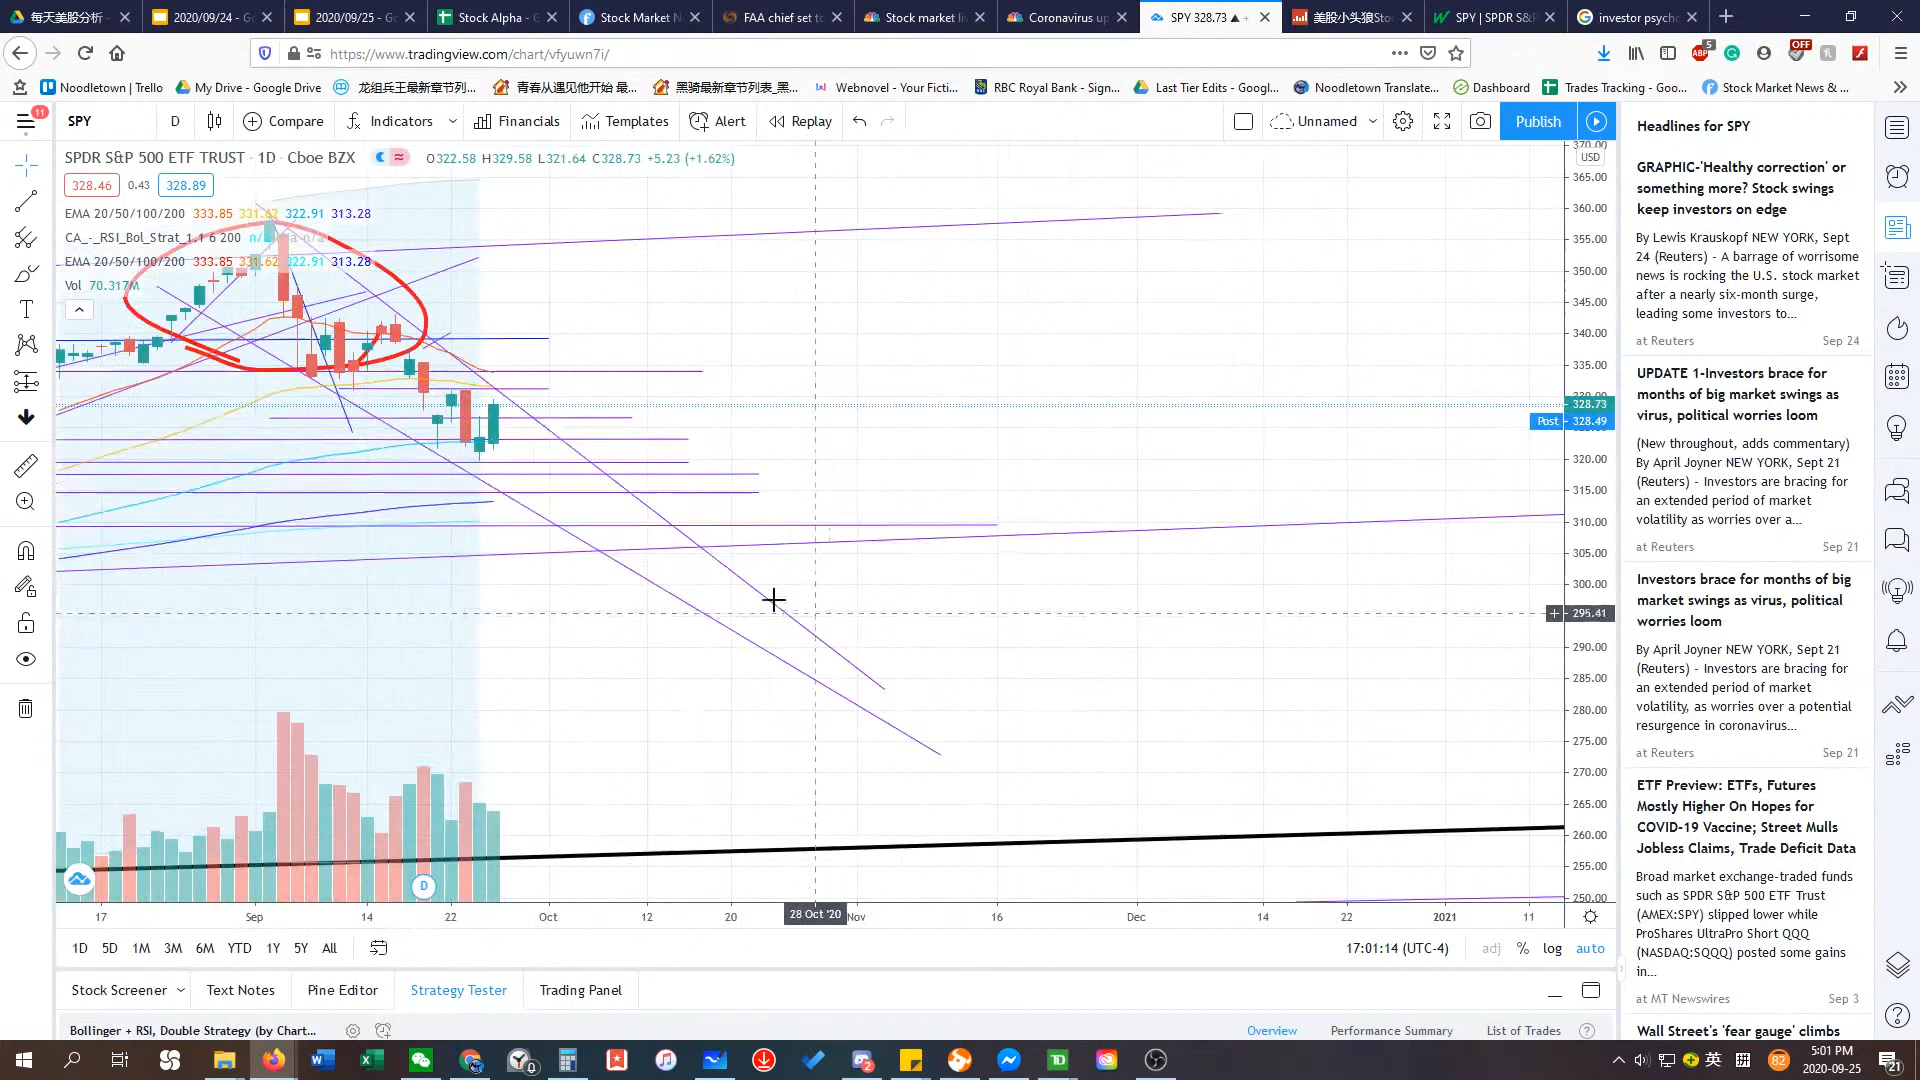 每天美股分析 -
2020/09/24 - G
2020/09/25 - Go
Stock Alpha - G
Stock Market N
FAA chief set to
Stock market liv
Coronavirus up
SPY 328.73 ▲ +
美股小头狼Stoc
SPY | SPDR S&P
investor psych
https://www.tradingview.com/chart/vfyuwn7i/
ABP
5
OFF
Noodletown | Trello
My Drive - Google Drive
龙组兵王最新章节列...
青春从遇见他开始 最...
黑骑最新章节列表_黑...
Webnovel - Your Ficti...
RBC Royal Bank - Sign...
Last Tier Edits - Googl...
Noodletown Translate...
Dashboard
Trades Tracking - Goo...
Stock Market News & ...
11
SPY
D
Compare
Indicators
Financials
Templates
Alert
Replay
Unnamed
Publish
SPDR S&P 500 ETF TRUST · 1D · Cboe BZX
O322.58 H329.58 L321.64 C328.73 +5.23 (+1.62%)
328.46
0.43
328.89
EMA 20/50/100/200 333.85 331.62 322.91 313.28
CA_-_RSI_Bol_Strat_1.1 6 200 n/a n/a n/a
EMA 20/50/100/200 333.85 331.62 322.91 313.28
Vol 70.317M
370.00
USD
365.00
360.00
355.00
350.00
345.00
340.00
335.00
328.73
Post 328.49
320.00
315.00
310.00
305.00
300.00
295.41
290.00
285.00
280.00
275.00
270.00
265.00
260.00
255.00
250.00
D
17
Sep
14
22
Oct
12
20
28 Oct '20
Nov
16
Dec
14
22
2021
11
1D
5D
1M
3M
6M
YTD
1Y
5Y
All
17:01:14 (UTC-4)
adj
%
log
auto
Stock Screener
Text Notes
Pine Editor
Strategy Tester
Trading Panel
Bollinger + RSI, Double Strategy (by Chart...
Overview
Performance Summary
List of Trades
Headlines for SPY
GRAPHIC-'Healthy correction' or
something more? Stock swings
keep investors on edge
By Lewis Krauskopf NEW YORK, Sept
24 (Reuters) - A barrage of worrisome
news is rocking the U.S. stock market
after a nearly six-month surge,
leading some investors to...
at Reuters
Sep 24
UPDATE 1-Investors brace for
months of big market swings as
virus, political worries loom
(New throughout, adds commentary)
By April Joyner NEW YORK, Sept 21
(Reuters) - Investors are bracing for
an extended period of market
volatility as worries over a...
at Reuters
Sep 21
Investors brace for months of big
market swings as virus, political
worries loom
By April Joyner NEW YORK, Sept 21
(Reuters) - Investors are bracing for
an extended period of market
volatility, as worries over a potential
resurgence in coronavirus...
at Reuters
Sep 21
ETF Preview: ETFs, Futures
Mostly Higher On Hopes for
COVID-19 Vaccine; Street Mulls
Jobless Claims, Trade Deficit Data
Broad market exchange-traded funds
such as SPDR S&P 500 ETF Trust
(AMEX:SPY) slipped lower while
ProShares UltraPro Short QQQ
(NASDAQ:SQQQ) posted some gains
in...
at MT Newswires
Sep 3
Wall Street's 'fear gauge' climbs
英
拼
82
5:01 PM
2020-09-25
21